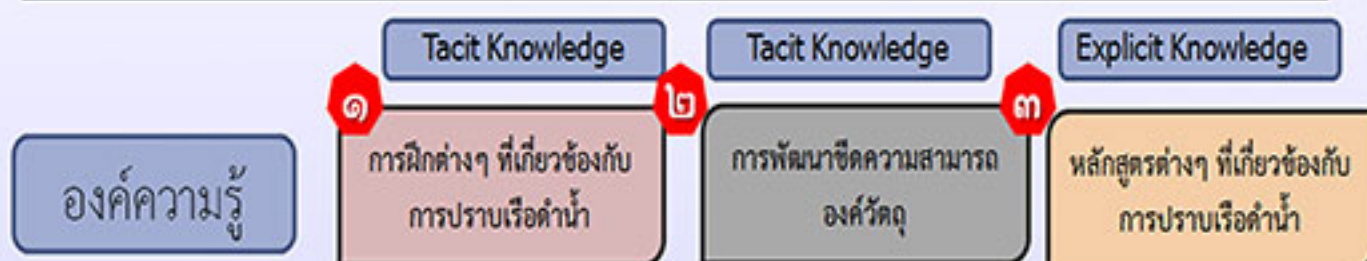 Tacit Knowledge
Tacit Knowledge
Explicit Knowledge
๑
๒
๓
องค์ความรู้
การฝึกต่างๆ ที่เกี่ยวข้องกับ
การปราบเรือดำน้ำ
การพัฒนาขีดความสามารถ
องค์วัตถุ
หลักสูตรต่างๆ ที่เกี่ยวข้องกับ
การปราบเรือดำน้ำ